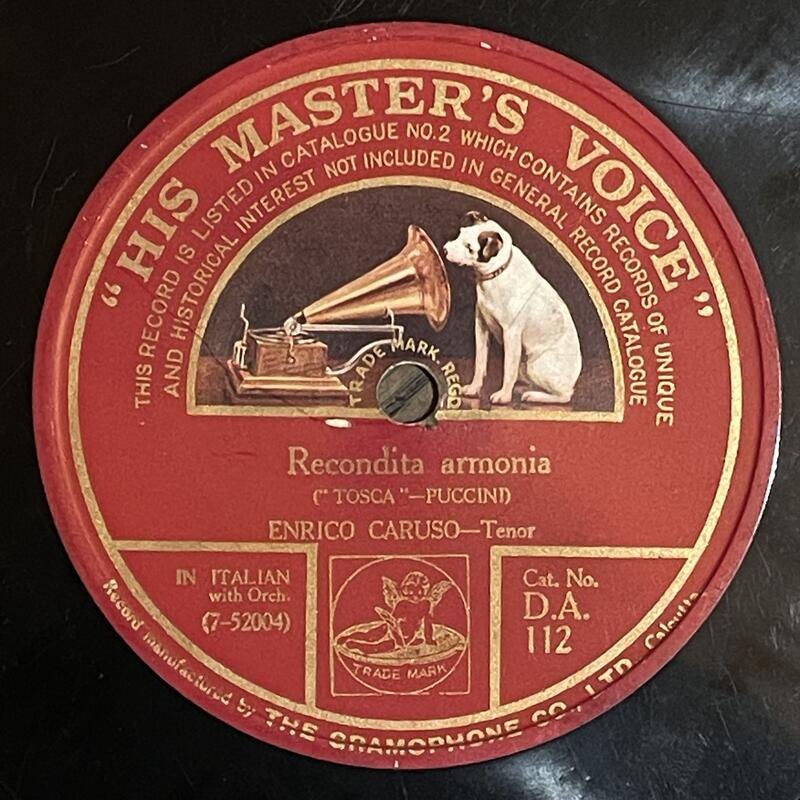 "HIS MASTER'S VOICE"
THIS RECORD IS LISTED IN CATALOGUE NO.2 WHICH CONTAINS RECORDS OF UNIQUE
AND HISTORICAL INTEREST NOT INCLUDED IN GENERAL RECORD CATALOGUE
TRADE MARK. REGD
Recondita armonia
("TOSCA"—PUCCINI)
ENRICO CARUSO—Tenor
IN ITALIAN
with Orch.
(7-52004)
TRADE MARK
Cat. No.
D.A.
112
Record manufactured by THE GRAMOPHONE CO., LTD. Calcutta